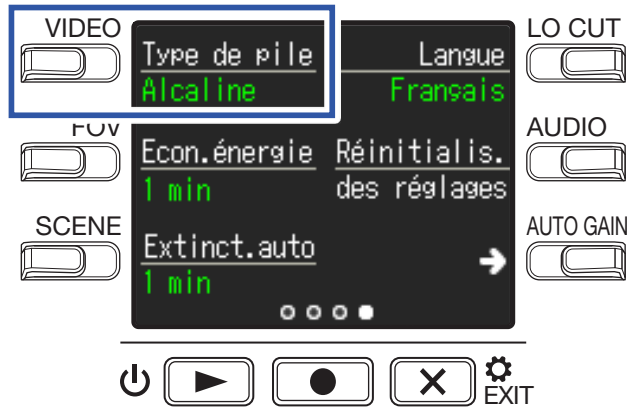 VIDEO
LO CUT
Type de pile
Langue
Alcaline
Français
FOV
AUDIO
Econ.énergie
Réinitialis.
1 min
des réglages
SCENE
AUTO GAIN
Extinct.auto
1 min
EXIT